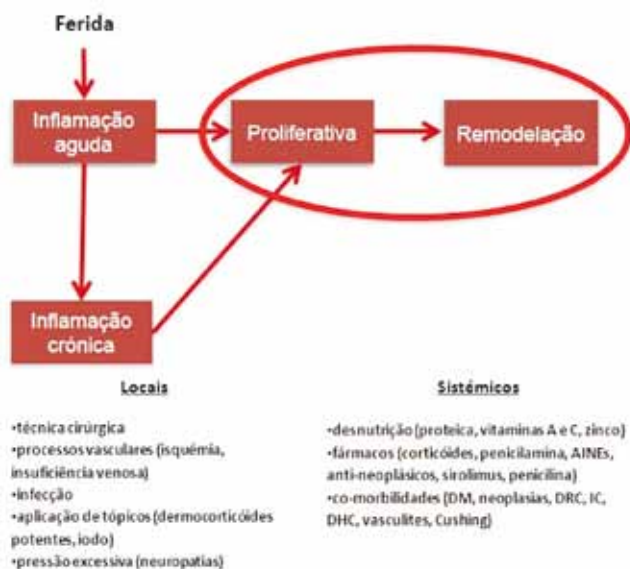 Ferida
Inflamação
aguda
Proliferativa
Remodelação
Inflamação
crónica
Locais
•técnica cirúrgica
•processos vasculares (isquémia,
insuficiência venosa)
•infecção
•aplicação de tópicos (dermocorticóides
potentes, iodo)
•pressão excessiva (neuropatias)
Sistémicos
•desnutrição (proteica, vitaminas A e C, zinco)
•fármacos (corticóides, penicilamina, AINEs,
anti-neoplásicos, sirolimus, penicilina)
•co-morbilidades (DM, neoplasias, DRC, IC,
DHC, vasculites, Cushing)